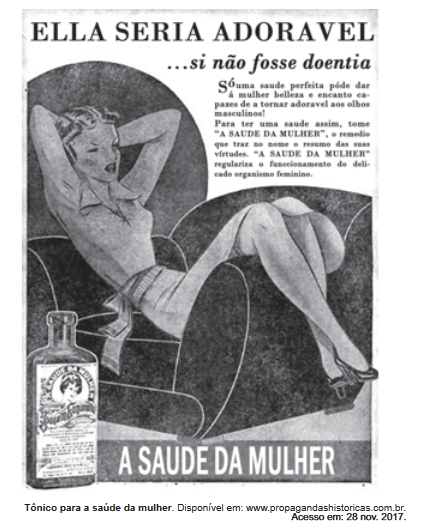 ELLA SERIA ADORAVEL
...si não fosse doentia
Só uma saude perfeita póde dar
á mulher belleza e encanto ca-
pazes de a tornar adoravel aos olhos
masculinos!
Para ter uma saude assim, tome
"A SAUDE DA MULHER", o remedio
que traz no nome o resumo das suas
virtudes. "A SAUDE DA MULHER"
regulariza o funccionamento do deli-
cado organismo feminino.
A SAUDE DA MULHER
A SAUDE DA MULHER
Tônico para a saúde da mulher. Disponível em: www.propagandashistoricas.com.br.
Acesso em: 28 nov. 2017.